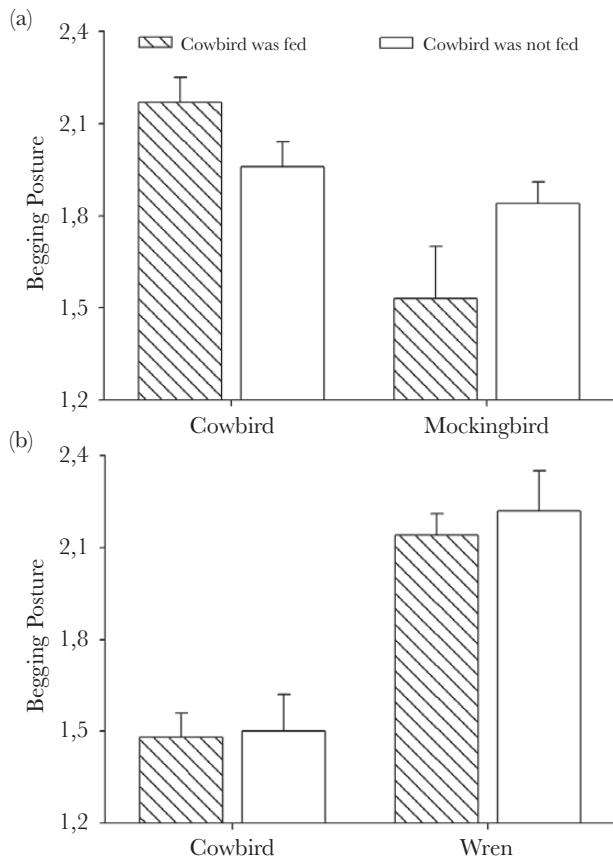 (a)
2,4
Cowbird was fed
Cowbird was not fed
2,1
1,8
1,5
1,2
Begging Posture
Cowbird
Mockingbird
(b)
2,4
2,1
1,8
1,5
1,2
Begging Posture
Cowbird
Wren